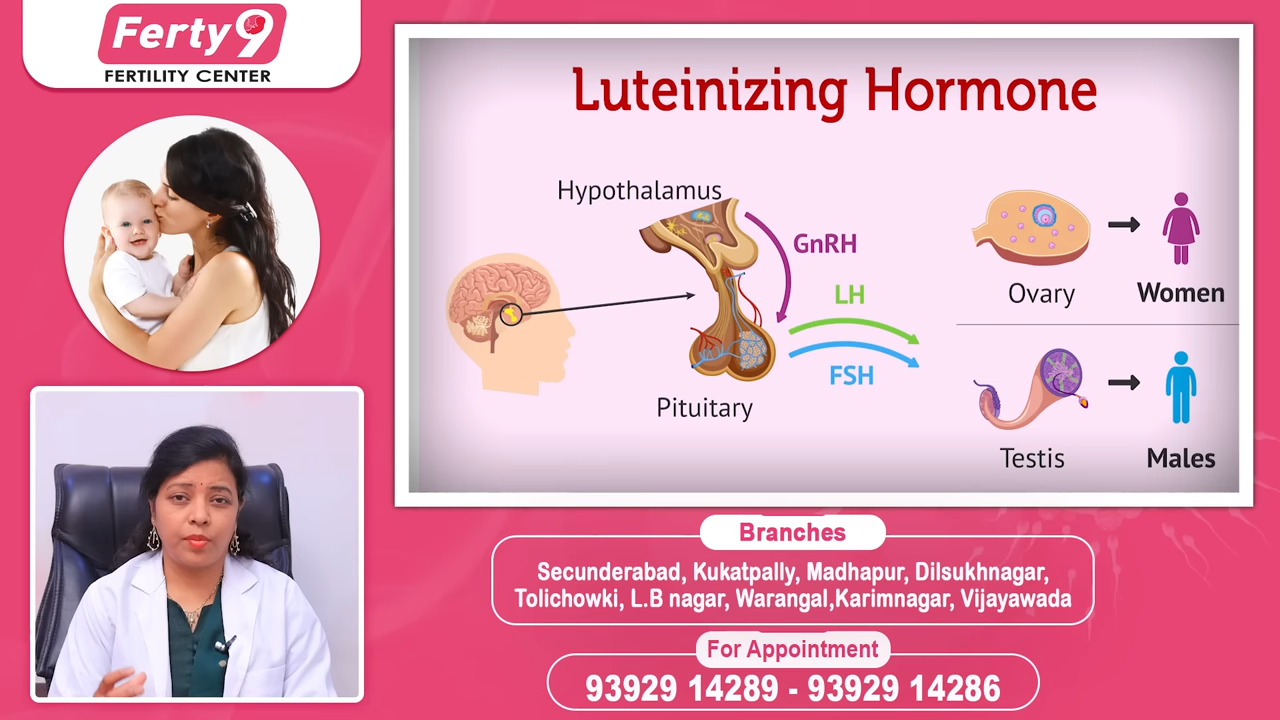 Ferty9
FERTILITY CENTER
Luteinizing Hormone
Hypothalamus
GnRH
LH
FSH
Pituitary
Ovary
Women
Testis
Males
Branches
Secunderabad, Kukatpally, Madhapur, Dilsukhnagar,
Tolichowki, L.B nagar, Warangal,Karimnagar, Vijayawada
For Appointment
93929 14289 - 93929 14286